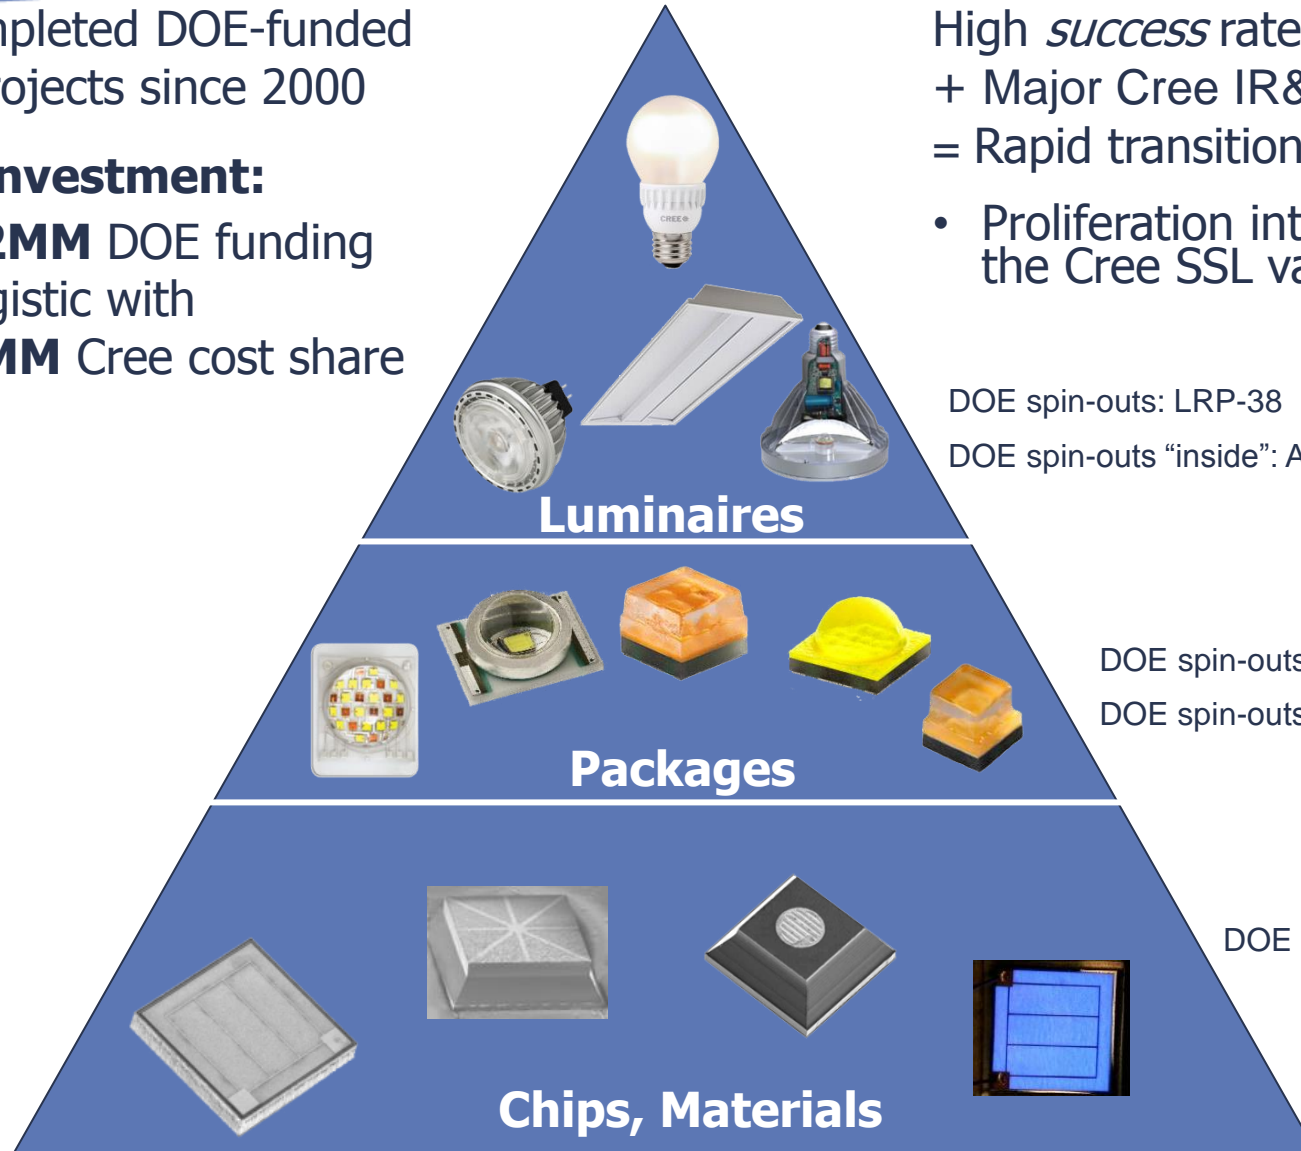 mpleted DOE-funded
rojects since 2000
nvestment:
2MM DOE funding
gistic with
MM Cree cost share
High success rate
+ Major Cree IR&
= Rapid transition
• Proliferation int
the Cree SSL va
CREE
DOE spin-outs: LRP-38
DOE spin-outs “inside”: A
Luminaires
DOE spin-outs
DOE spin-outs
Packages
DOE
Chips, Materials